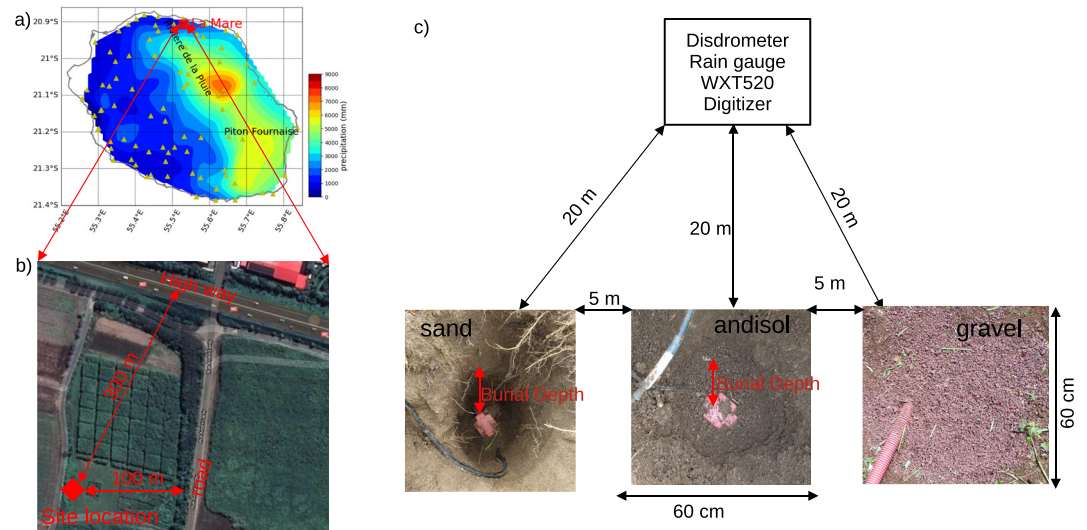 a)
La Mare
Riviere de la Pluie
Piton Fournaise
20.9°S
21°S
21.1°S
21.2°S
21.3°S
21.4°S
55.2°E
55.3°E
55.4°E
55.5°E
55.6°E
55.7°E
55.8°E
9000
8000
7000
6000
5000
4000
3000
2000
1000
0
precipitation (mm)
b)
High way
300 m
100 m
road
Site location
c)
Disdrometer
Rain gauge
WXT520
Digitizer
20 m
20 m
20 m
5 m
5 m
sand
andisol
gravel
Burial Depth
Burial Depth
60 cm
60 cm